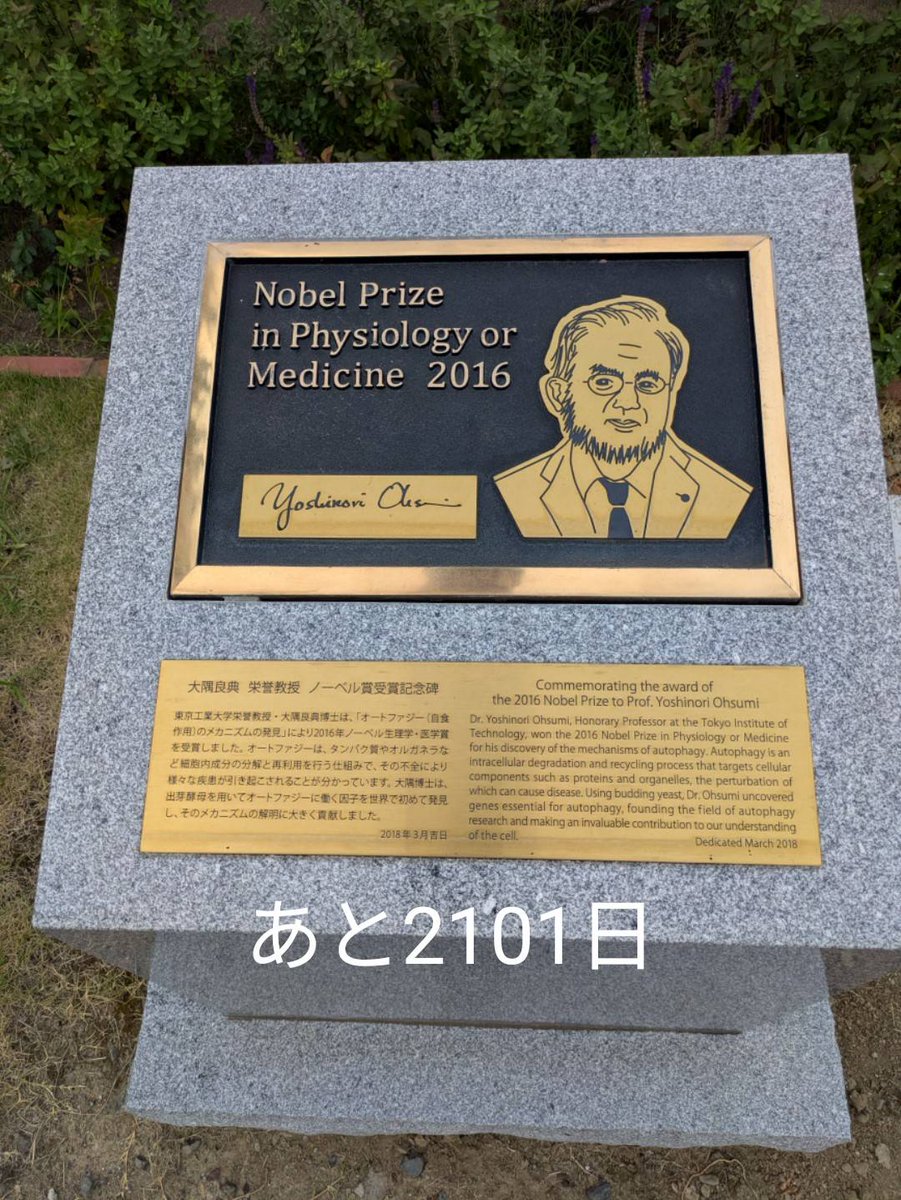 Nobel Prize
in Physiology or
Medicine 2016
Yoshinori Ohsumi
大隅良典 栄誉教授 ノーベル賞受賞記念碑
東京工業大学栄誉教授・大隅良典博士は、「オートファジー（自食
作用）のメカニズムの発見」により2016年ノーベル生理学・医学賞
を受賞しました。オートファジーは、タンパク質やオルガネラな
ど細胞内成分の分解と再利用を行う仕組みで、その不全により
様々な疾患が引き起こされることが分かっています。大隅博士は、
出芽酵母を用いてオートファジーに働く因子を世界で初めて発見
し、そのメカニズムの解明に大きく貢献しました。
2018年3月吉日
Commemorating the award of
the 2016 Nobel Prize to Prof. Yoshinori Ohsumi
Dr. Yoshinori Ohsumi, Honorary Professor at the Tokyo Institute of
Technology, won the 2016 Nobel Prize in Physiology or Medicine
for his discovery of the mechanisms of autophagy. Autophagy is an
intracellular degradation and recycling process that targets cellular
components such as proteins and organelles, the perturbation of
which can cause disease. Using budding yeast, Dr. Ohsumi uncovered
genes essential for autophagy, founding the field of autophagy
research and making an invaluable contribution to our understanding
of the cell.
Dedicated March 2018
あと2101日